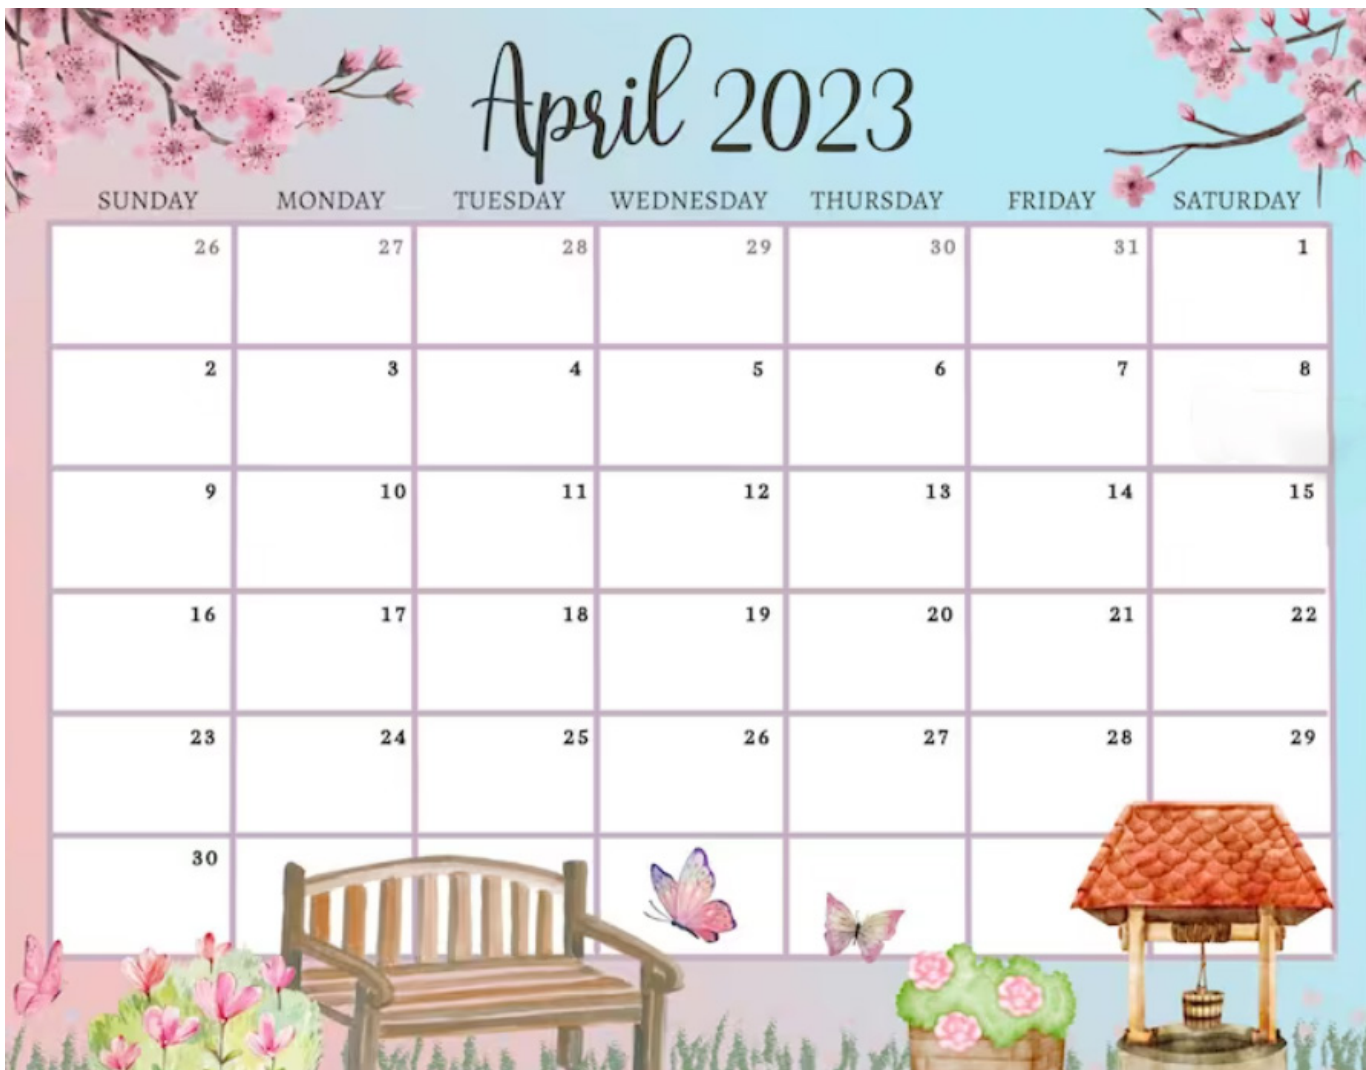 April 2023
SUNDAY MONDAY TUESDAY WEDNESDAY THURSDAY FRIDAY SATURDAY
26 27 28 29 30 31 1
2 3 4 5 6 7 8
9 10 11 12 13 14 15
16 17 18 19 20 21 22
23 24 25 26 27 28 29
30